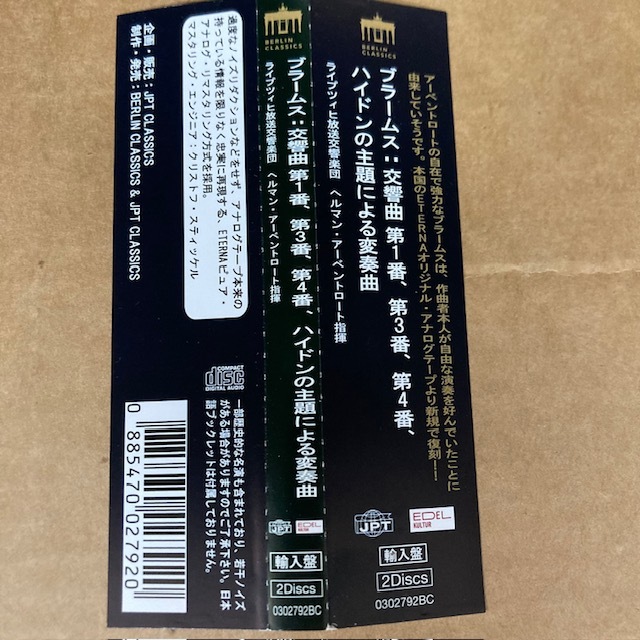 アーベントロートの自在で強力なブラームスは、作曲者本人が自由な演奏を好んでいたことに
由来していそうです。本国のETERNAオリジナル・アナログテープより新規で復刻！！
BERLIN
CLASSICS
ブラームス：交響曲 第1番、第3番、第4番、
ハイドンの主題による変奏曲
ライプツィヒ放送交響楽団 ヘルマン・アーベントロート指揮
JPT
EDEL
KULTUR
輸入盤
2Discs
0302792BC
ブラームス：交響曲 第1番、第3番、第4番、ハイドンの主題による変奏曲
ライプツィヒ放送交響楽団 ヘルマン・アーベントロート指揮
JPT
EDEL
KULTUR
輸入盤
2Discs
0302792BC
BERLIN
CLASSICS
過度なノイズリダクションなどをせず、アナログテープ本来の
持っている情報を限りなく忠実に再現する、ETERNAピュア・
アナログ・リマスタリング方式を採用。
マスタリング・エンジニア：クリストフ・スティッケル
企画・販売：JPT CLASSICS
制作・発売：BERLIN CLASSICS & JPT CLASSICS
COMPACT
disc
DIGITAL AUDIO
一部歴史的な名演も含まれており、若干ノイズ
がある場合がありますのでご了承下さい。日本
語ブックレットは付属しておりません。
0 885470 027920